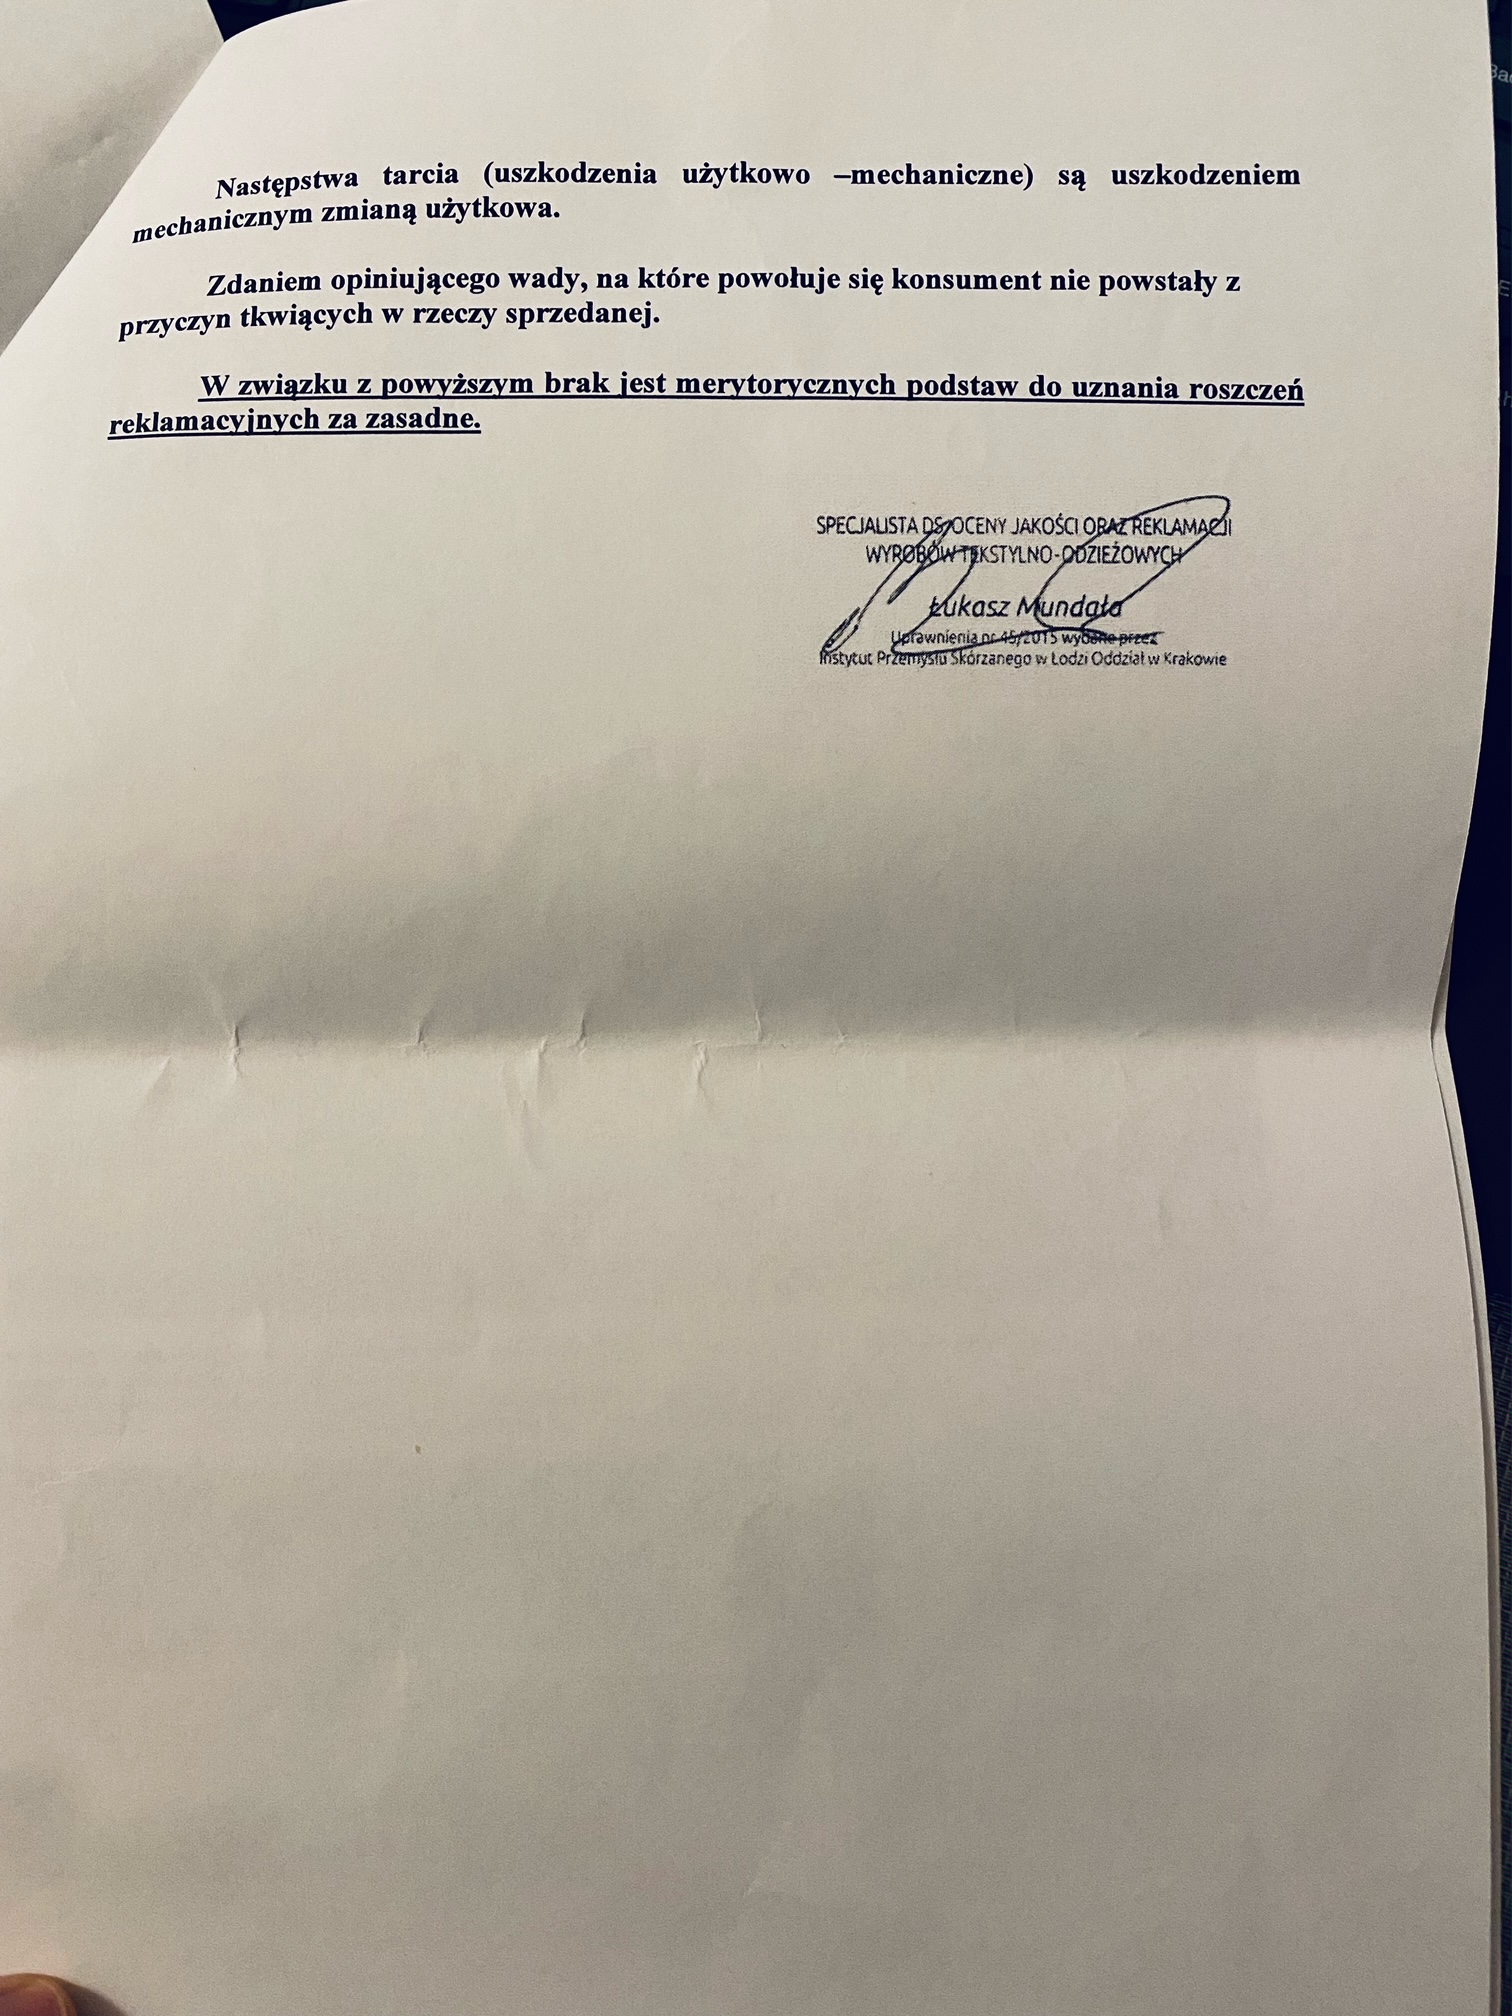 Następstwa tarcia (uszkodzenia użytkowo –mechaniczne) są uszkodzeniem
mechanicznym zmianą użytkowa.
Zdaniem opiniującego wady, na które powołuje się konsument nie powstały z
przyczyn tkwiących w rzeczy sprzedanej.
W związku z powyższym brak jest merytorycznych podstaw do uznania roszczeń
reklamacyjnych za zasadne.
SPECJALISTA DS. OCENY JAKOŚCI ORAZ REKLAMACJI
WYROBÓW TEKSTYLNO-ODZIEŻOWYCH
Łukasz Mundała
Uprawnienia nr 45/2015 wydane przez
Instytut Przemysłu Skórzanego w Łodzi Oddział w Krakowie